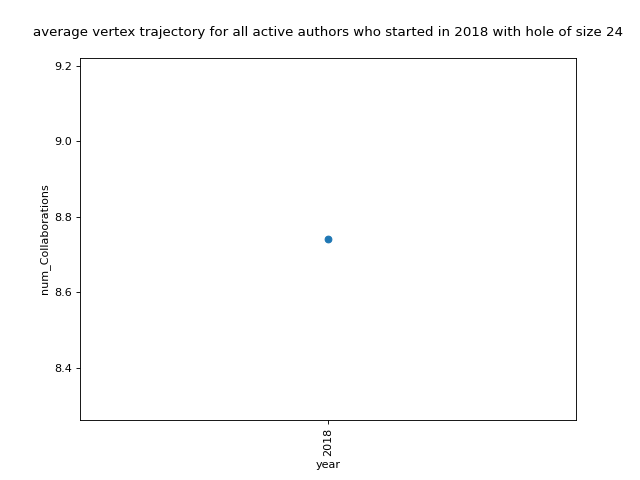 average vertex trajectory for all active authors who started in 2018 with hole of size 24
9.2
9.0
8.8
8.6
8.4
num_Collaborations
2018
year